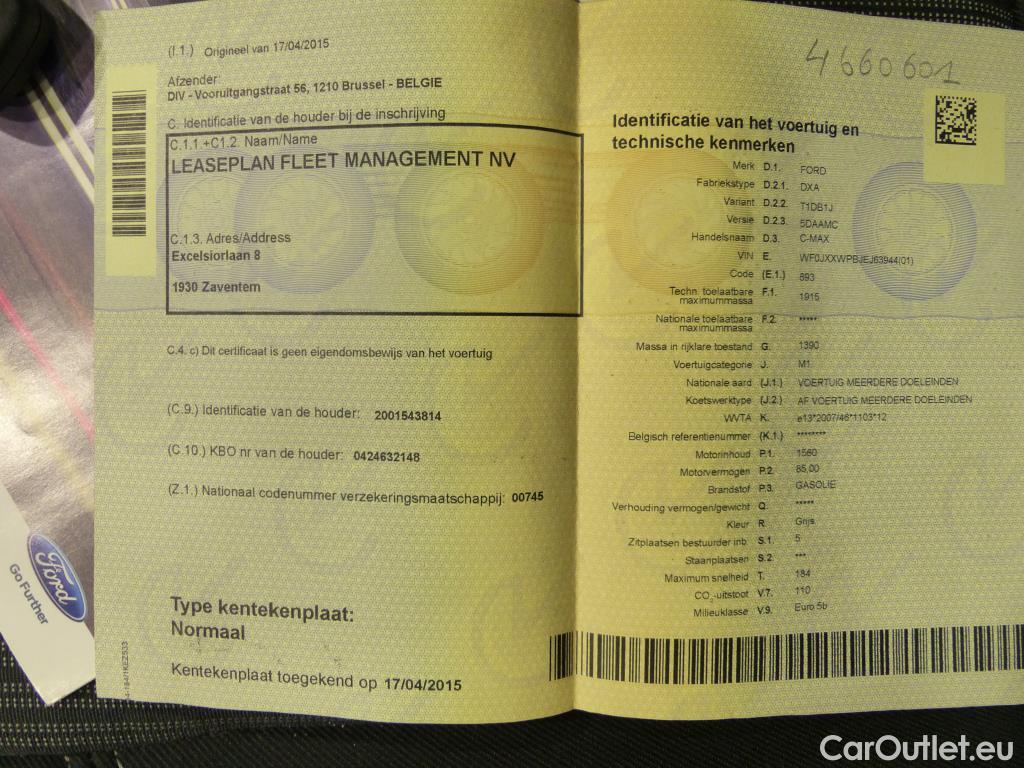 (I.1.) Origineel van 17/04/2015
Afzender:
DIV - Vooruitgangstraat 56, 1210 Brussel - BELGIE
C. Identificatie van de houder bij de inschrijving
C.1.1.+C1.2. Naam/Name
LEASEPLAN FLEET MANAGEMENT NV
C.1.3. Adres/Address
Excelsiorlaan 8
1930 Zaventem
C.4. c) Dit certificaat is geen eigendomsbewijs van het voertuig
(C.9.) Identificatie van de houder: 2001543814
(C.10.) KBO nr van de houder: 0424632148
(Z.1.) Nationaal codenummer verzekeringsmaatschappij: 00745
Type kentekenplaat:
Normaal
Kentekenplaat toegekend op 17/04/2015
4660601
Identificatie van het voertuig en
technische kenmerken
Merk D.1. FORD
Fabriekstype D.2.1. DXA
Variant D.2.2. T1DB1J
Versie D.2.3. 5DAAMC
Handelsnaam D.3. C-MAX
VIN E. WF0JXXWPBJEJ63944(01)
Code (E.1.) 893
Techn. toelaatbare
maximummassa F.1. 1915
Nationale toelaatbare
maximummassa F.2. *****
Massa in rijklare toestand G. 1390
Voertuigcategorie J. M1
Nationale aard (J.1.) VOERTUIG MEERDERE DOELEINDEN
Koetswerktype (J.2.) AF VOERTUIG MEERDERE DOELEINDEN
WVTA K. e13*2007/46*1103*12
Belgisch referentienummer (K.1.) ********
Motorinhoud P.1. 1560
Motorvermogen P.2. 85,00
Brandstof P.3. GASOLIE
Verhouding vermogen/gewicht Q. *****
Kleur R. Grijs
Zitplaatsen bestuurder inb. S.1. 5
Staanplaatsen S.2. ***
Maximum snelheid T. 184
CO2-uitstoot V.7. 110
Milieuklasse V.9. Euro 5b
Ford
Go Further
CarOutlet.eu